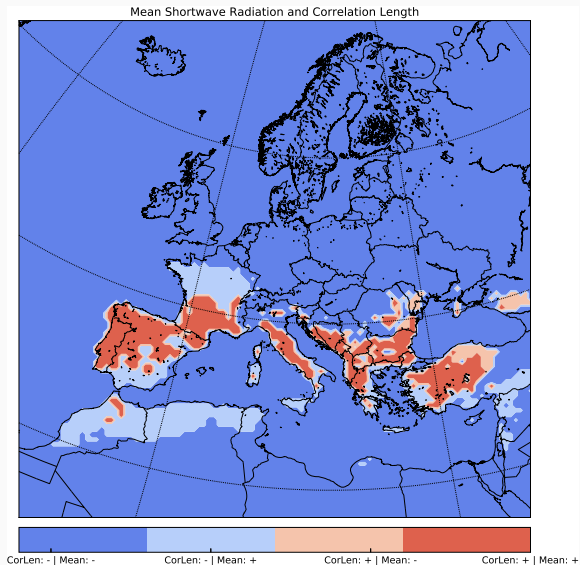 Mean Shortwave Radiation and Correlation Length
CorLen: - | Mean: - CorLen: - | Mean: + CorLen: + | Mean: - CorLen: + | Mean: +